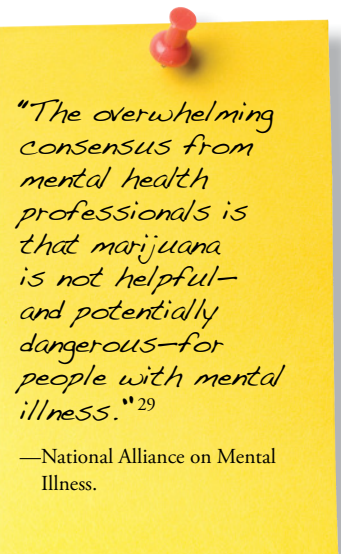 "The overwhelming
consensus from
mental health
professionals is
that marijuana
is not helpful—
and potentially
dangerous—for
people with mental
illness."29
—National Alliance on Mental
Illness.